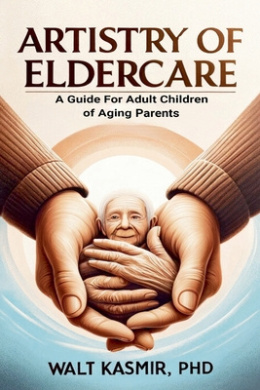 ARTISTRY OF
ELDERCARE
A Guide For Adult Children
of Aging Parents
WALT KASMIR, PHD